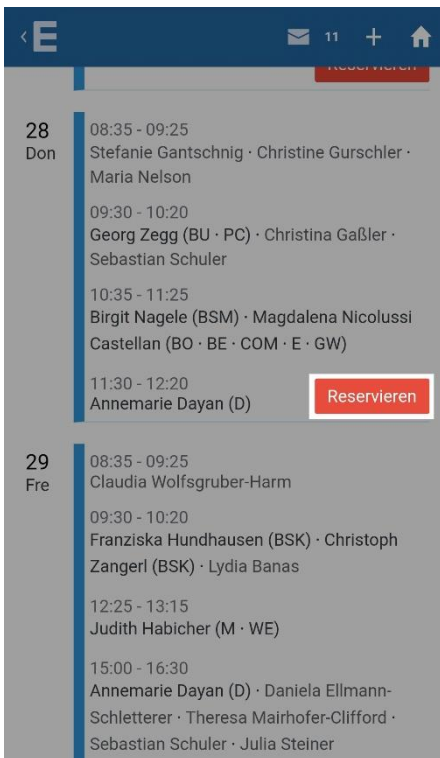 E
11
Reservieren
28
Don
08:35 - 09:25
Stefanie Gantschnig · Christine Gurschler ·
Maria Nelson
09:30 - 10:20
Georg Zegg (BU · PC) · Christina Gaßler ·
Sebastian Schuler
10:35 - 11:25
Birgit Nagele (BSM) · Magdalena Nicolussi
Castellan (BO · BE · COM · E · GW)
11:30 - 12:20
Annemarie Dayan (D)
Reservieren
29
Fre
08:35 - 09:25
Claudia Wolfsgruber-Harm
09:30 - 10:20
Franziska Hundhausen (BSK) · Christoph
Zangerl (BSK) · Lydia Banas
12:25 - 13:15
Judith Habicher (M · WE)
15:00 - 16:30
Annemarie Dayan (D) · Daniela Ellmann-
Schletterer · Theresa Mairhofer-Clifford ·
Sebastian Schuler · Julia Steiner